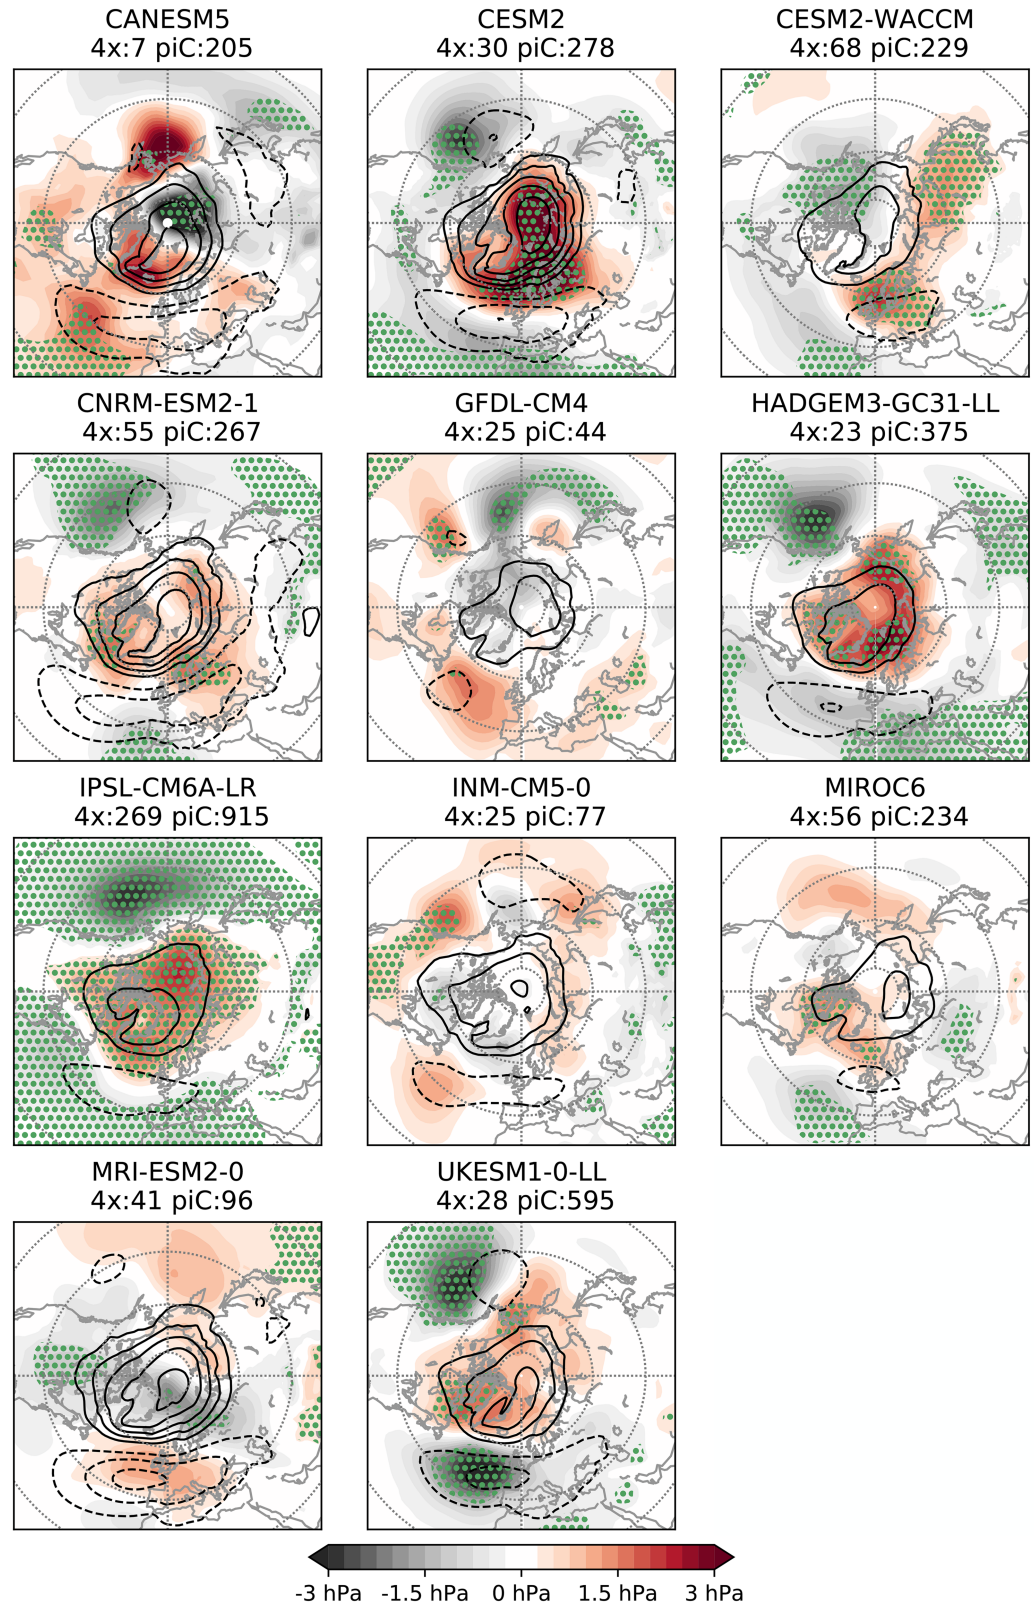 CANESM5
4x:7 piC:205
CESM2
4x:30 piC:278
CESM2-WACCM
4x:68 piC:229
CNRM-ESM2-1
4x:55 piC:267
GFDL-CM4
4x:25 piC:44
HADGEM3-GC31-LL
4x:23 piC:375
IPSL-CM6A-LR
4x:269 piC:915
INM-CM5-0
4x:25 piC:77
MIROC6
4x:56 piC:234
MRI-ESM2-0
4x:41 piC:96
UKESM1-0-LL
4x:28 piC:595
-3 hPa -1.5 hPa 0 hPa 1.5 hPa 3 hPa